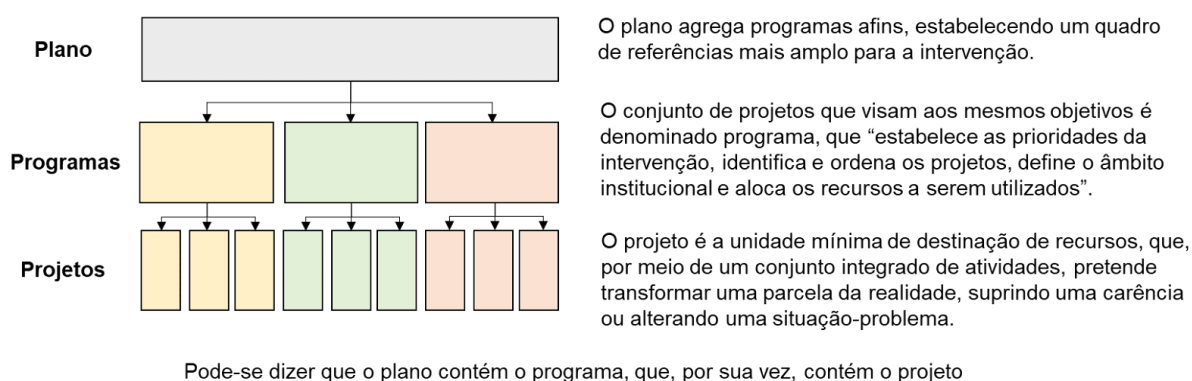 Plano
O plano agrega programas afins, estabelecendo um quadro
de referências mais amplo para a intervenção.
Programas
O conjunto de projetos que visam aos mesmos objetivos é
denominado programa, que “estabelece as prioridades da
intervenção, identifica e ordena os projetos, define o âmbito
institucional e aloca os recursos a serem utilizados”.
Projetos
O projeto é a unidade mínima de destinação de recursos, que,
por meio de um conjunto integrado de atividades, pretende
transformar uma parcela da realidade, suprindo uma carência
ou alterando uma situação-problema.
Pode-se dizer que o plano contém o programa, que, por sua vez, contém o projeto